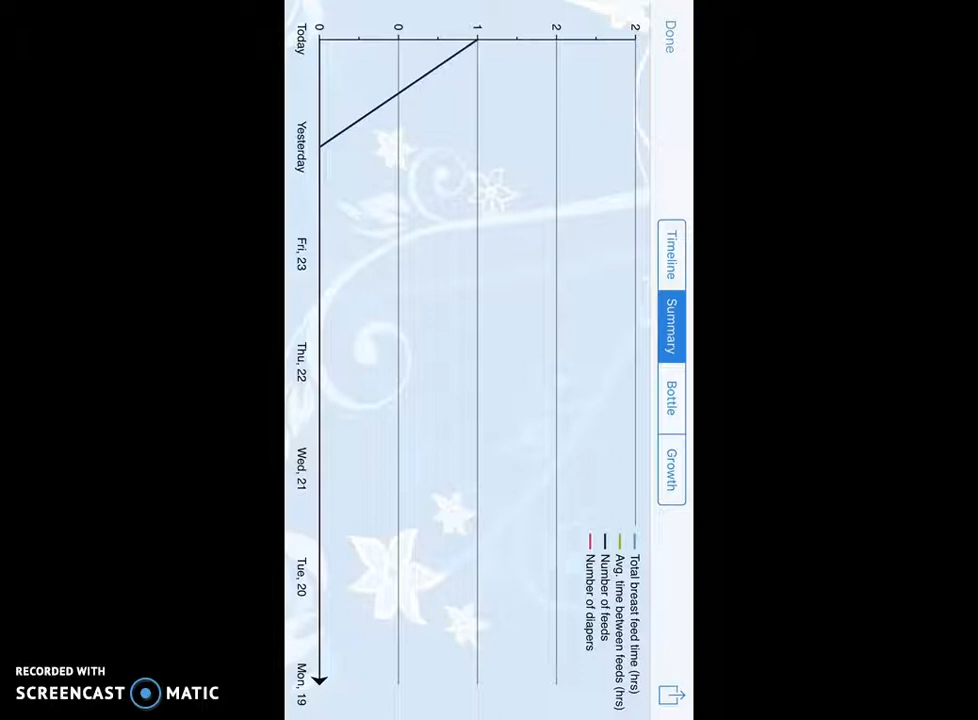 Done
Timeline Summary Bottle Growth
Total breast feed time (hrs)
Avg. time between feeds (hrs)
Number of feeds
Number of diapers
2
2
1
0
0
Today Yesterday Fri, 23 Thu, 22 Wed, 21 Tue, 20 Mon, 19
RECORDED WITH
SCREENCAST MATIC